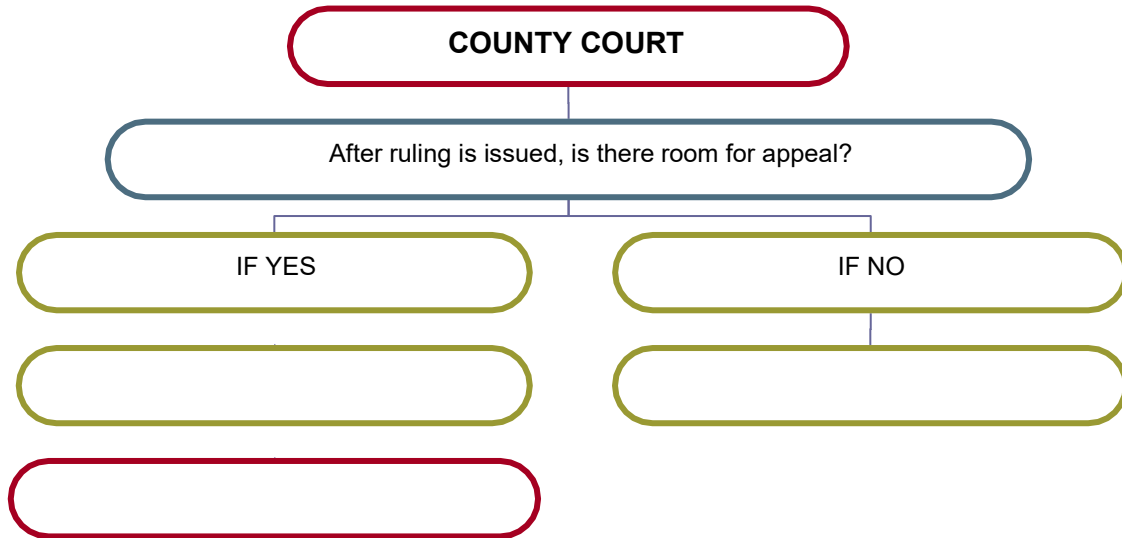 COUNTY COURT
After ruling is issued, is there room for appeal?
IF YES
IF NO